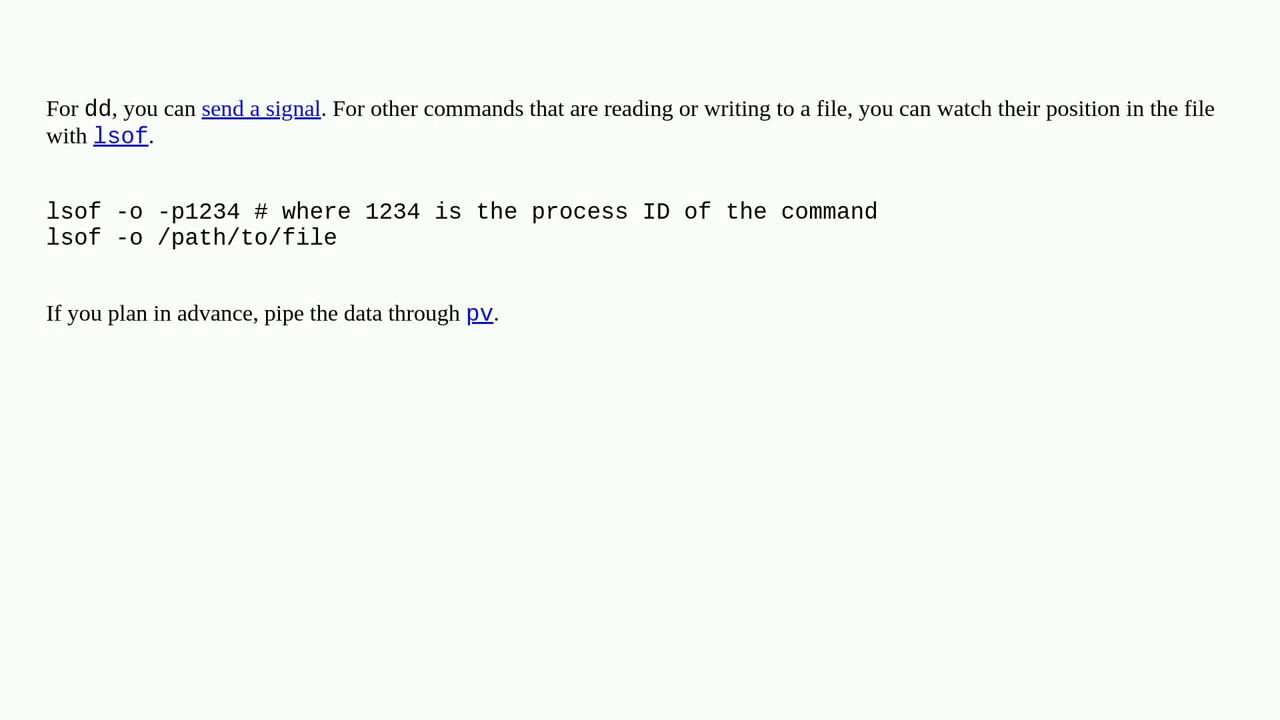 For dd, you can send a signal. For other commands that are reading or writing to a file, you can watch their position in the file
with lsof.
lsof -o -p1234 # where 1234 is the process ID of the command
lsof -o /path/to/file
If you plan in advance, pipe the data through pv.